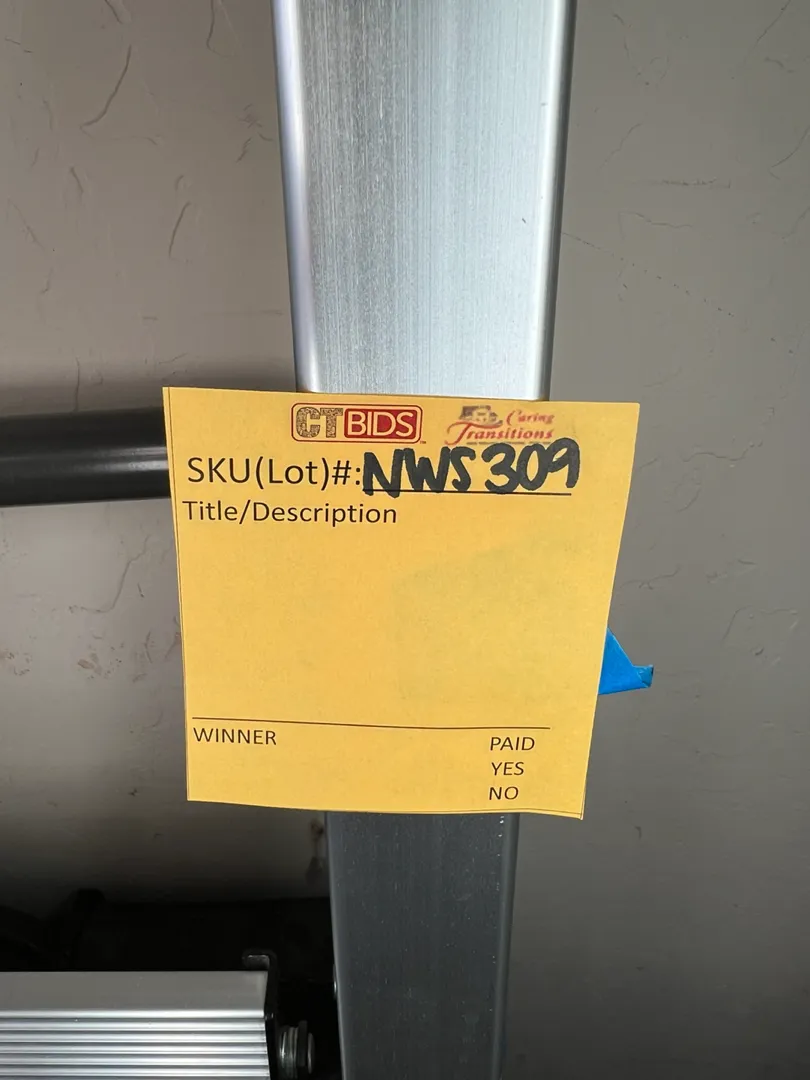 CTBIDS
Caring
Transitions
SKU(Lot)#:NWS309
Title/Description
WINNER
PAID
YES
NO